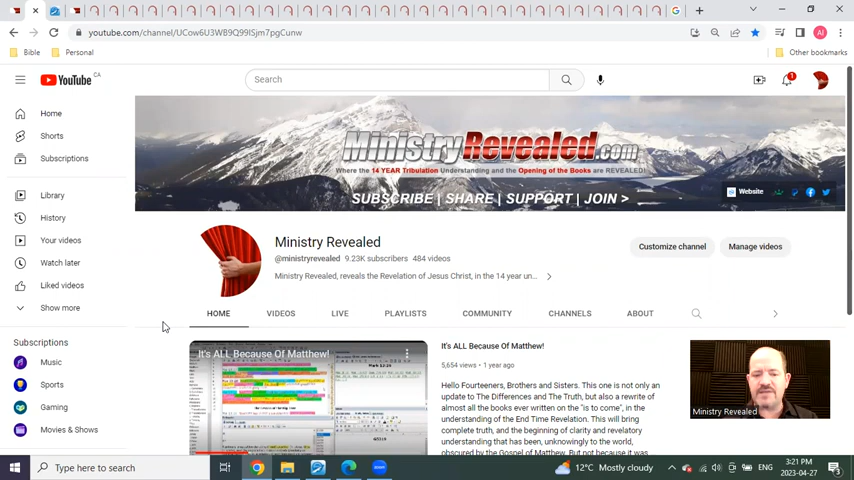 youtube.com/channel/UCow6U3W89Q99ISjm7pgCunw
Bible
Personal
Other bookmarks
YouTube CA
Search
1
Home
Shorts
Subscriptions
Library
History
Your videos
Watch later
Liked videos
Show more
Subscriptions
Music
Sports
Gaming
Movies & Shows
MinistryRevealed.com
Where the 14 YEAR Tribulation Understanding and the Opening of the Books are REVEALED!
SUBSCRIBE | SHARE | SUPPORT | JOIN >
Website
Ministry Revealed
@ministryrevealed 9.23K subscribers 484 videos
Ministry Revealed, reveals the Revelation of Jesus Christ, in the 14 year un...
Customize channel
Manage videos
HOME
VIDEOS
LIVE
PLAYLISTS
COMMUNITY
CHANNELS
ABOUT
It's ALL Because Of Matthew!
It's ALL Because Of Matthew!
5,654 views • 1 year ago
Hello Fourteeners, Brothers and Sisters. This one is not only an
update to The Differences and The Truth, but also a rewrite of
almost all the books ever written on the "is to come", in the
understanding of the End Time Revelation. This will bring
complete truth, and the beginning of clarity and revelatory
understanding that has been, unknowingly to the world,
obscured by the Gospel of Matthew. But not because it was
Ministry Revealed
Type here to search
12°C Mostly cloudy
ENG
3:21 PM
2023-04-27